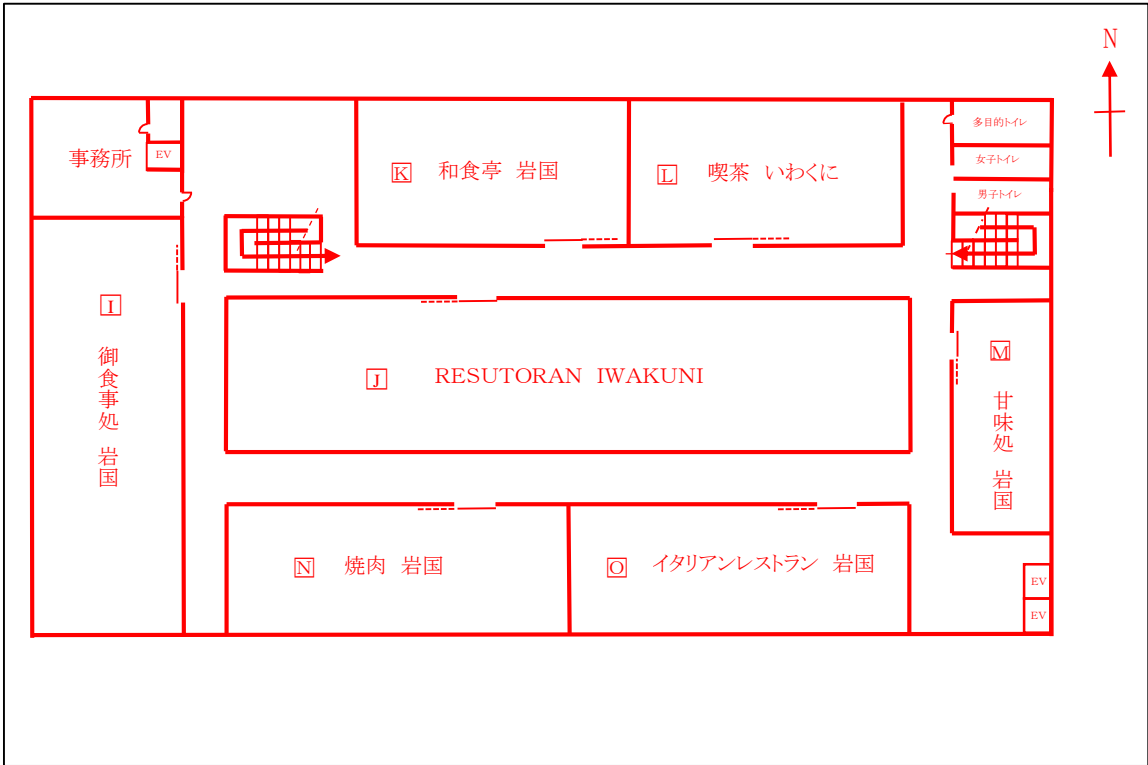 N
多目的トイレ
事務所
EV
女子トイレ
K 和食亭 岩国
L 喫茶 いわくに
男子トイレ
I
御食事処 岩国
J RESUTORAN IWAKUNI
M
甘味処 岩国
N 焼肉 岩国
O イタリアンレストラン 岩国
EV
EV